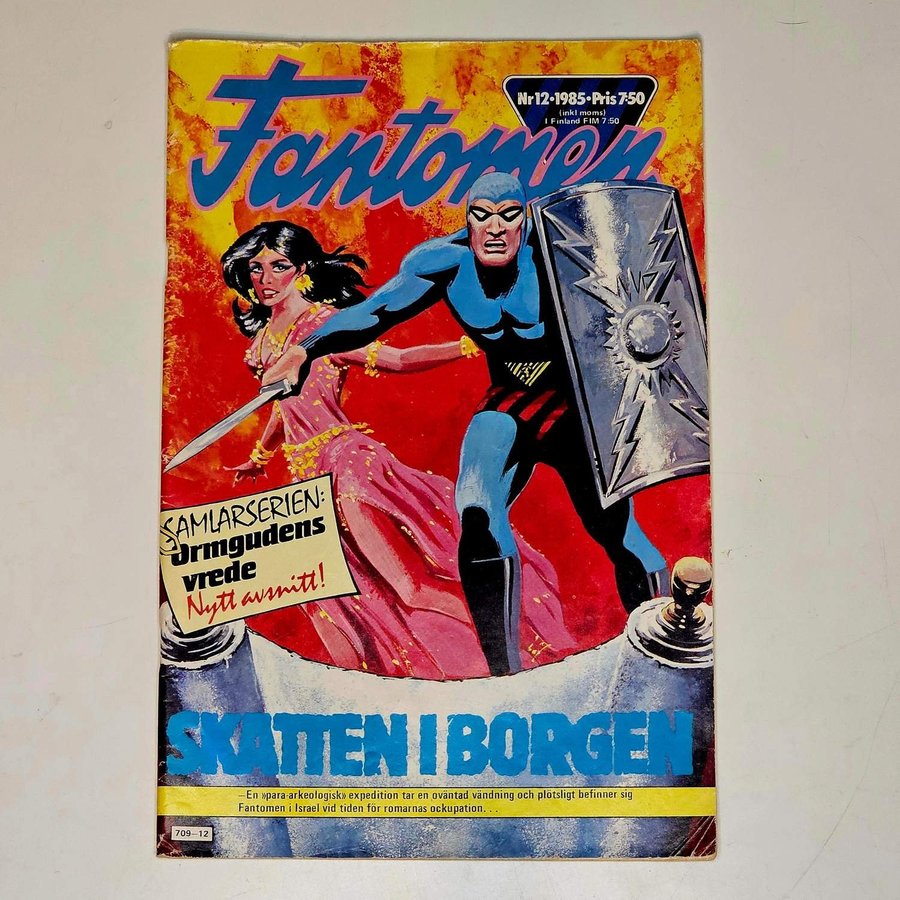 Fantomen
Nr 12•1985•Pris 7:50
(inkl moms)
I Finland FIM 7:50
SAMLARSERIEN:
Ormgudens
vrede
Nytt avsnitt!
SKATTEN I BORGEN
—En »para-arkeologisk» expedition tar en oväntad vändning och plötsligt befinner sig
Fantomen i Israel vid tiden för romarnas ockupation. . .
709—12